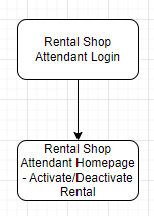 Rental Shop
Attendant Login
Rental Shop
Attendant Homepage
- Activate/Deactivate
Rental